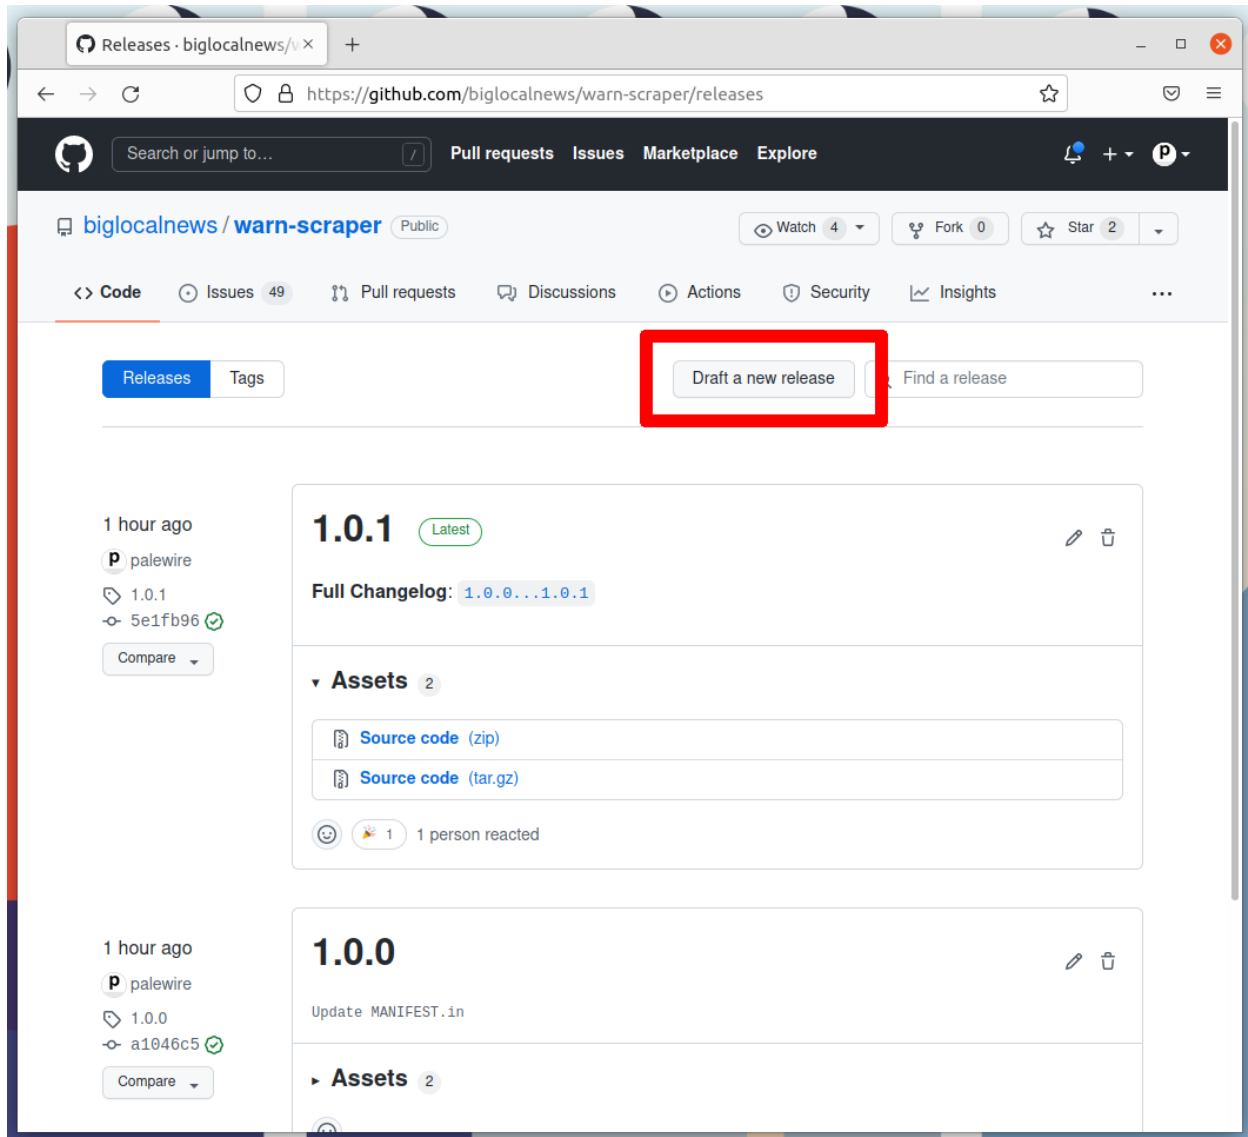 Releases · biglocalnews/w
https://github.com/biglocalnews/warn-scraper/releases
Search or jump to... / Pull requests Issues Marketplace Explore
biglocalnews / warn-scraper Public Watch 4 Fork 0 Star 2
Code Issues 49 Pull requests Discussions Actions Security Insights
Releases Tags Draft a new release Find a release
1 hour ago
palewire
1.0.1
5e1fb96
Compare
1.0.1 Latest
Full Changelog: 1.0.0...1.0.1
Assets 2
Source code (zip)
Source code (tar.gz)
1 1 person reacted
1 hour ago
palewire
1.0.0
a1046c5
Compare
1.0.0
Update MANIFEST.in
Assets 2